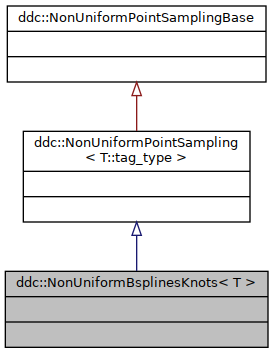 ddc::NonUniformPointSamplingBase
ddc::NonUniformPointSampling
< T::tag_type >
ddc::NonUniformBsplinesKnots< T >